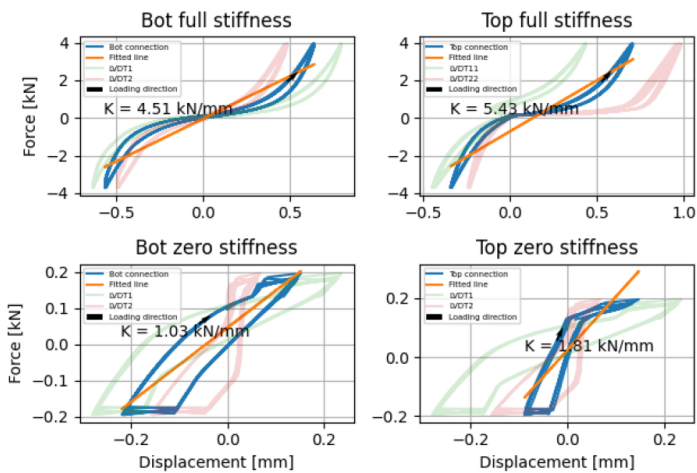 Bot full stiffness
Top full stiffness
Force [kN]
4
2
0
−2
−4
Bot connection
Fitted line
LVDT1
LVDT2
Loading direction
K = 4.51 kN/mm
−0.5
0.0
0.5
4
2
0
−2
−4
Top connection
Fitted line
LVDT11
LVDT22
Loading direction
K = 5.43 kN/mm
−0.5
0.0
0.5
1.0
Bot zero stiffness
Top zero stiffness
Force [kN]
0.2
0.1
0.0
−0.1
−0.2
Bot connection
Fitted line
LVDT1
LVDT2
Loading direction
K = 1.03 kN/mm
−0.2
0.0
0.2
Displacement [mm]
0.2
0.0
−0.2
Top connection
Fitted line
LVDT1
LVDT2
Loading direction
K = 1.81 kN/mm
−0.2
0.0
0.2
Displacement [mm]